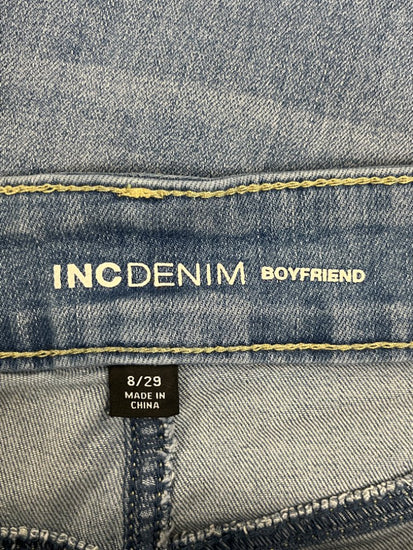 INCDENIM BOYFRIEND
8/29
MADE IN
CHINA